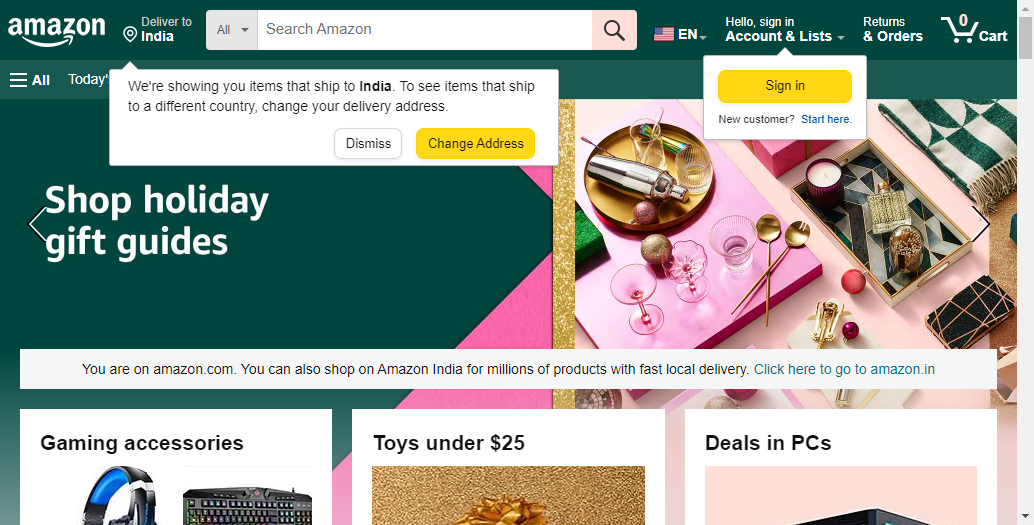 amazon
Deliver to
India
All
Search Amazon
EN
Hello, sign in
Account & Lists
Returns
& Orders
0
Cart
All
Today's
We're showing you items that ship to India. To see items that ship
to a different country, change your delivery address.
Dismiss
Change Address
Sign in
New customer? Start here.
Shop holiday
gift guides
You are on amazon.com. You can also shop on Amazon India for millions of products with fast local delivery. Click here to go to amazon.in
Gaming accessories
Toys under $25
Deals in PCs